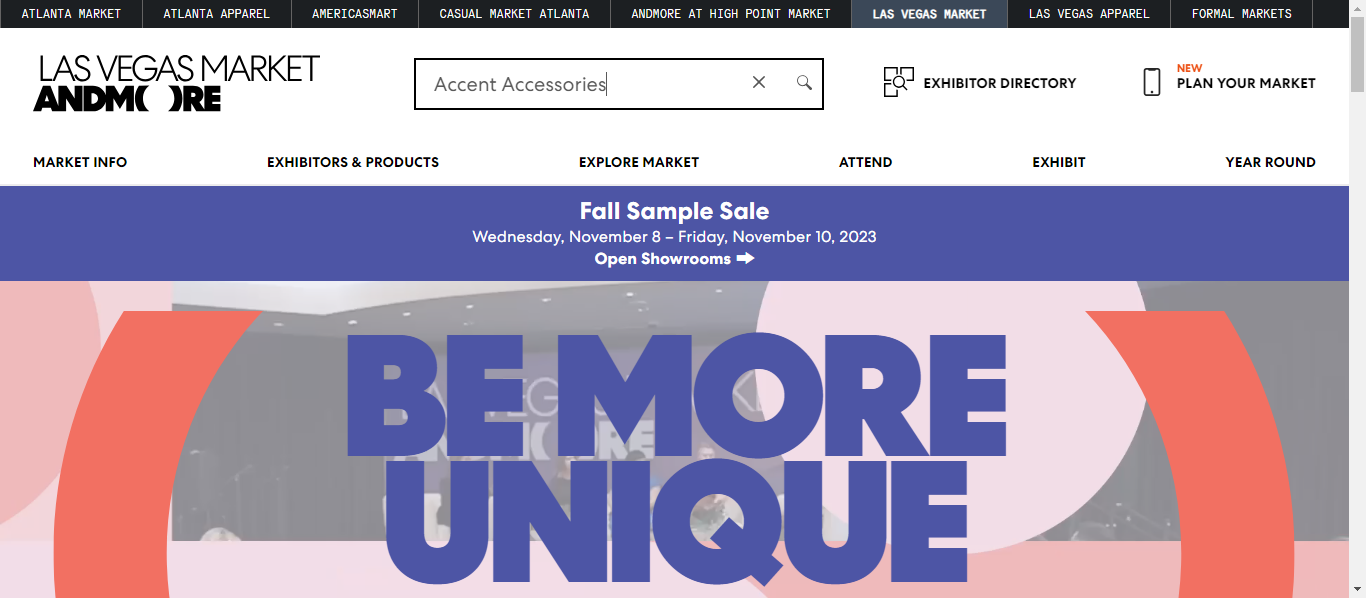 ATLANTA MARKET
ATLANTA APPAREL
AMERICASMART
CASUAL MARKET ATLANTA
ANDMORE AT HIGH POINT MARKET
LAS VEGAS MARKET
LAS VEGAS APPAREL
FORMAL MARKETS
LAS VEGAS MARKET
ANDM( )RE
Accent Accessories
EXHIBITOR DIRECTORY
NEW
PLAN YOUR MARKET
MARKET INFO
EXHIBITORS & PRODUCTS
EXPLORE MARKET
ATTEND
EXHIBIT
YEAR ROUND
Fall Sample Sale
Wednesday, November 8 – Friday, November 10, 2023
Open Showrooms ➡
BE MORE
UNIQUE